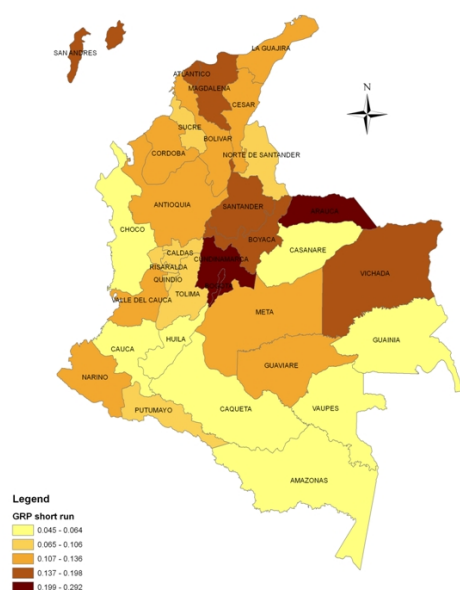 LA GUAJIRA
SAN ANDRES
ATLANTICO
MAGDALENA
N
CESAR
SUCRE
BOLIVAR
NORTE DE SANTANDER
CORDOBA
ANTIOQUIA
SANTANDER
ARAUCA
CHOCO
BOYACA
CALDAS
CUNDINAMARCA
CASANARE
RISARALDA
VICHADA
QUINDIO
TOLIMA
VALLE DEL CAUCA
META
HUILA
GUAINIA
CAUCA
GUAVIARE
NARINO
CAQUETA
VAUPES
PUTUMAYO
AMAZONAS
Legend
GRP short run
0.045 - 0.064
0.065 - 0.106
0.107 - 0.136
0.137 - 0.198
0.199 - 0.292